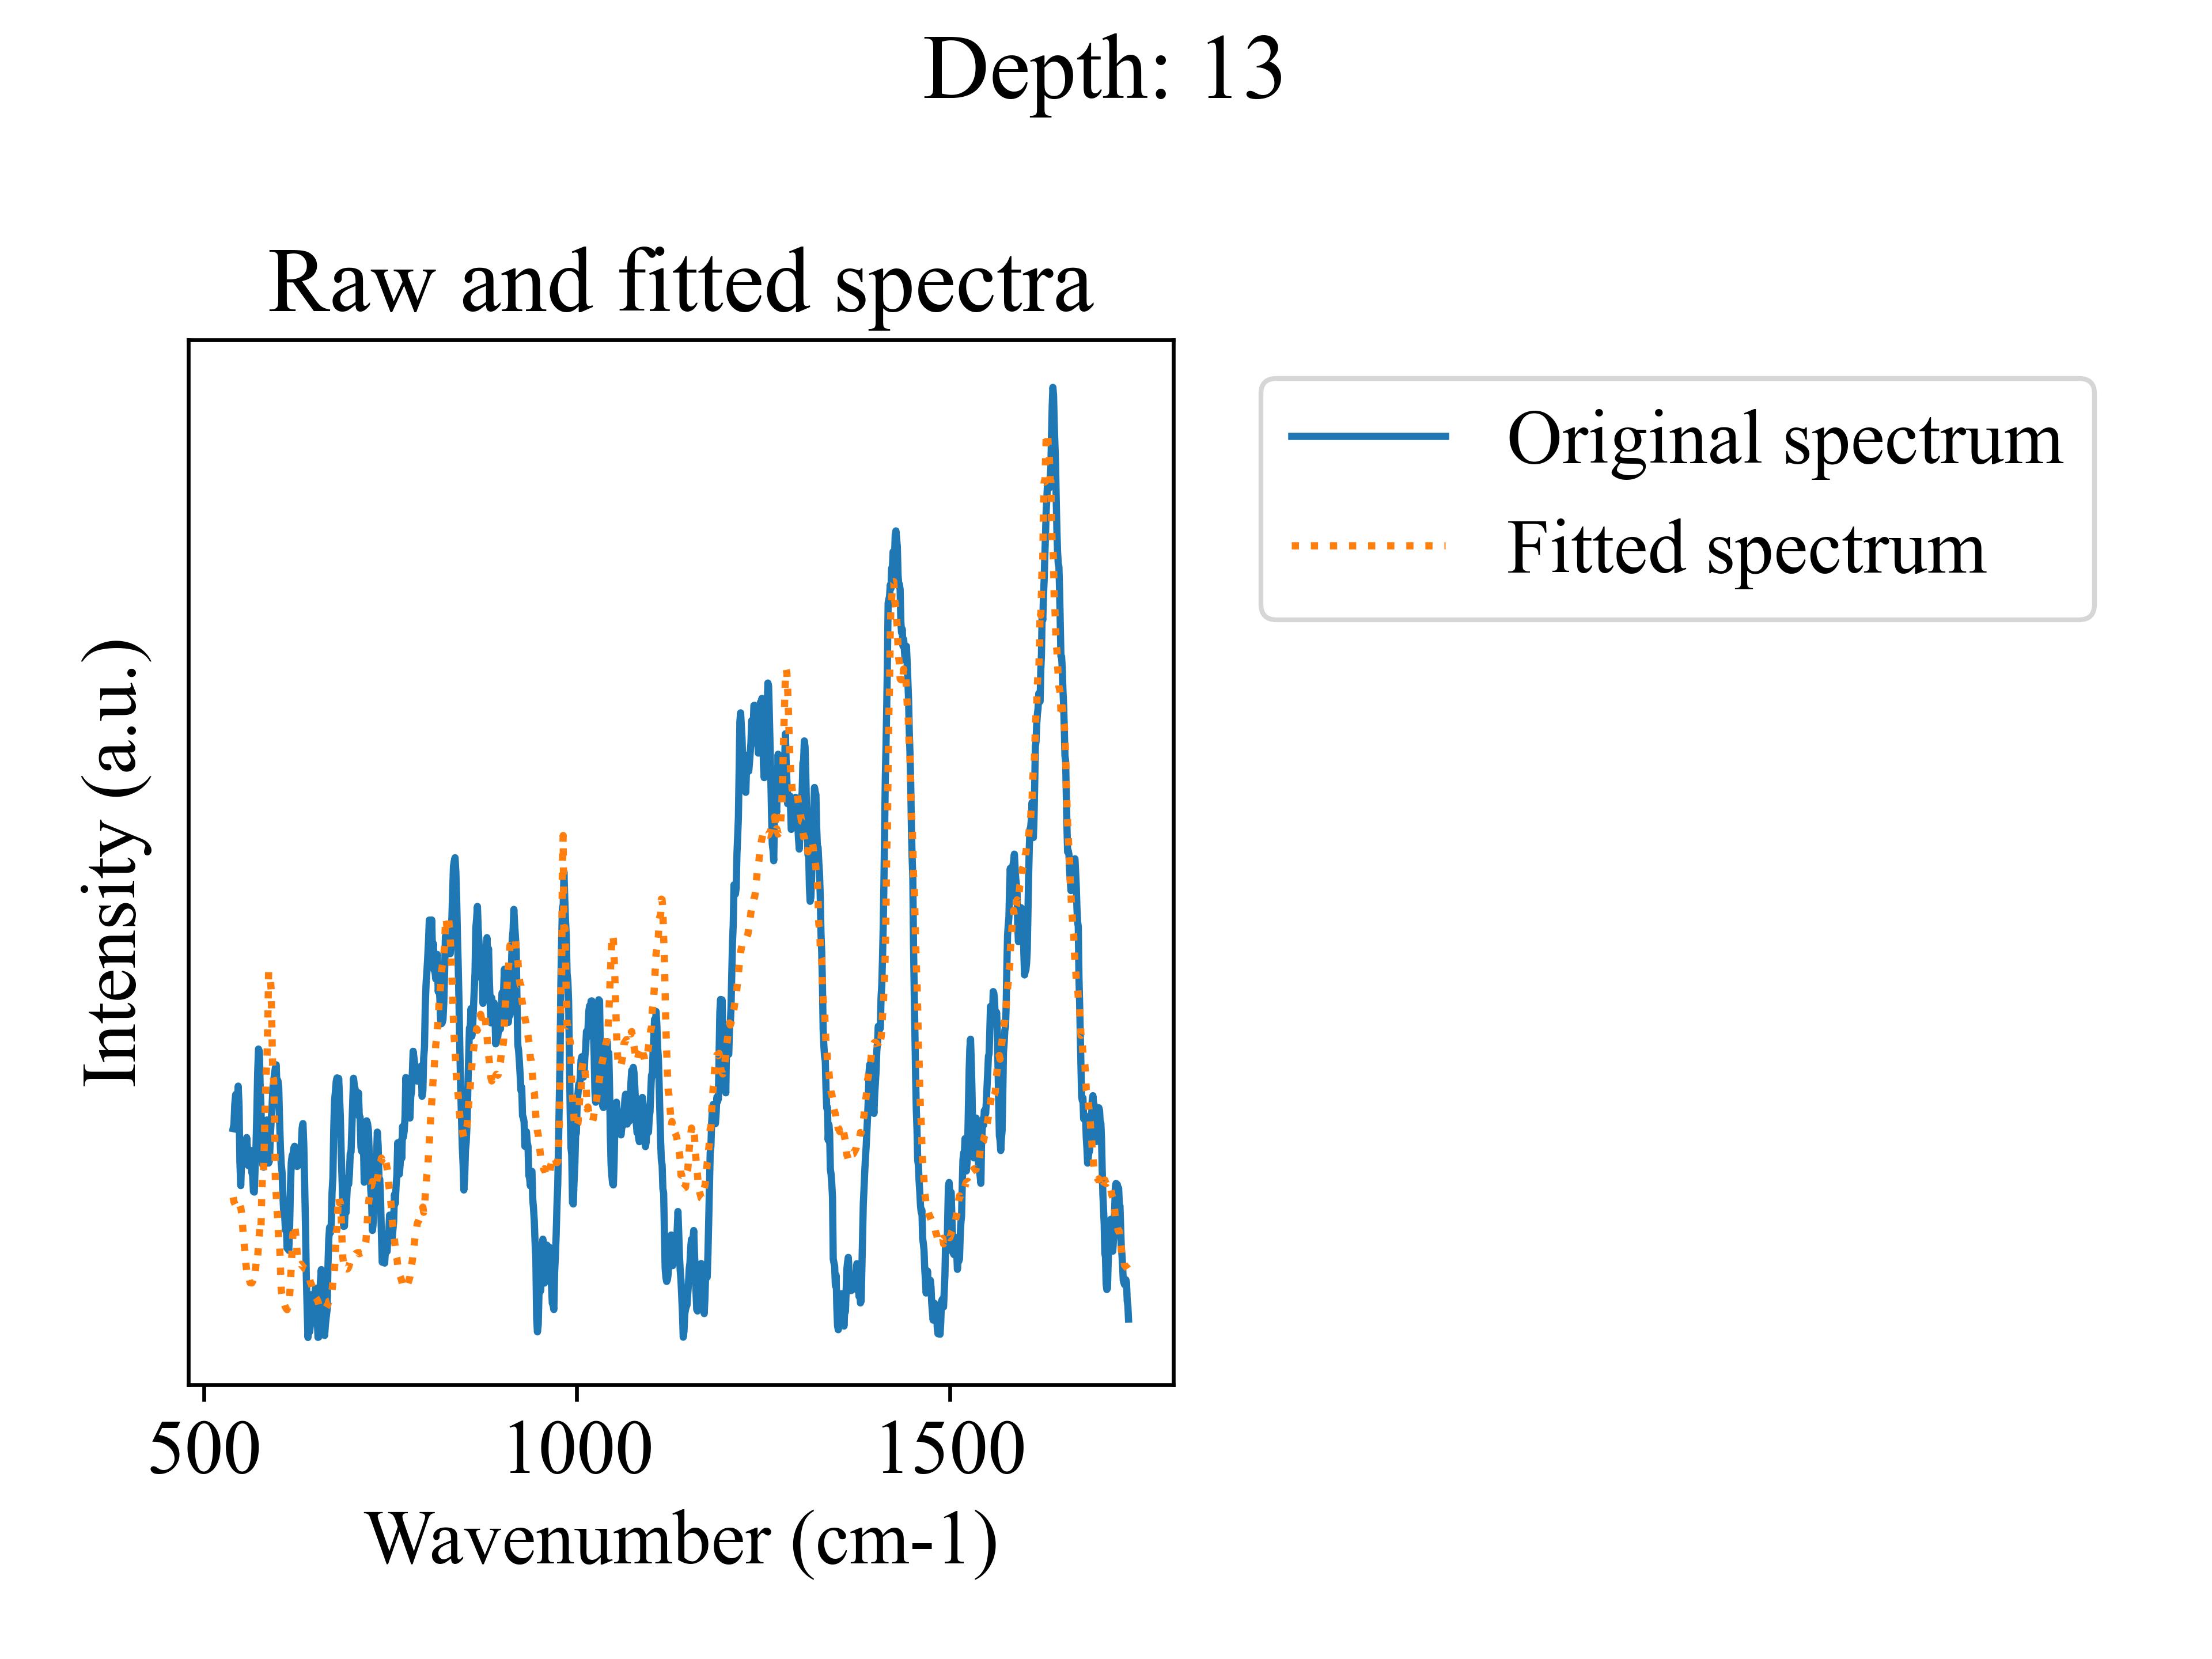 Depth: 13
Raw and fitted spectra
Original spectrum
Fitted spectrum
Intensity (a.u.)
500 1000 1500
Wavenumber (cm-1)